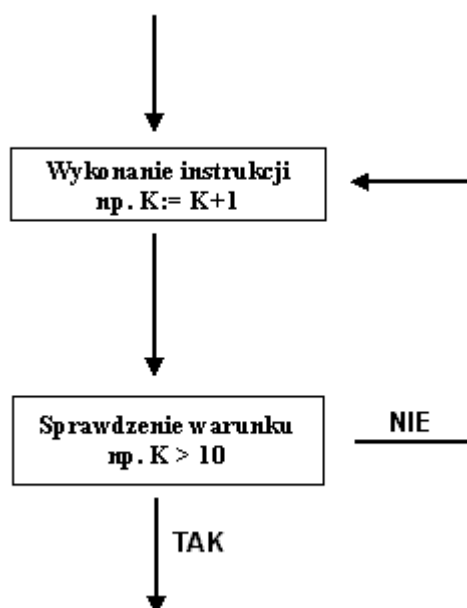 Wykonanie instrukcji
np. K:= K+1
Sprawdzenie warunku
np. K > 10
NIE
TAK